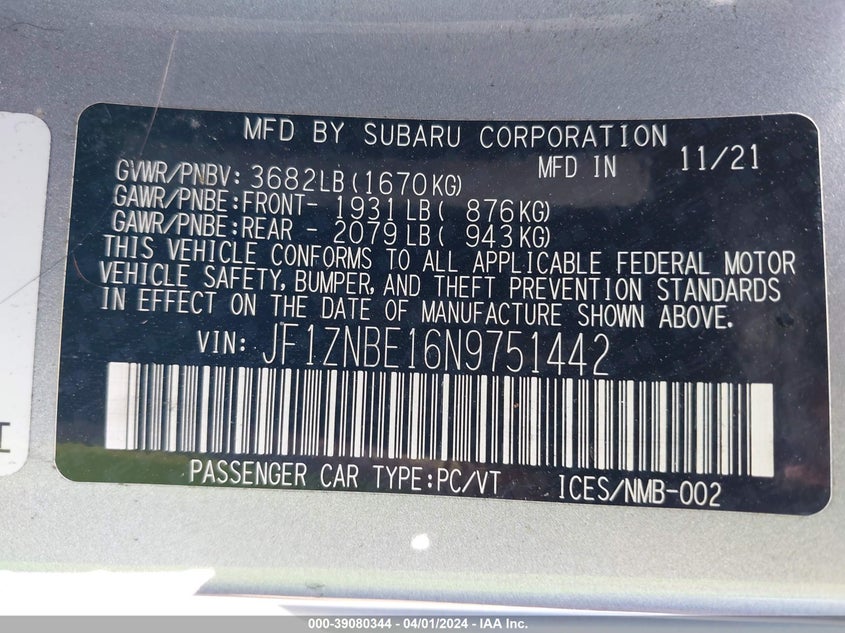 MFD BY SUBARU CORPORATION
MFD IN 11/21
GVWR/PNBV: 3682LB(1670KG)
GAWR/PNBE:FRONT- 1931LB( 876KG)
GAWR/PNBE:REAR - 2079LB( 943KG)
THIS VEHICLE CONFORMS TO ALL APPLICABLE FEDERAL MOTOR
VEHICLE SAFETY, BUMPER, AND THEFT PREVENTION STANDARDS
IN EFFECT ON THE DATE OF MANUFACTURE SHOWN ABOVE.
VIN: JF1ZNBE16N9751442
PASSENGER CAR TYPE:PC/VT ICES/NMB-002
000-39080344 - 04/01/2024 - IAA Inc.